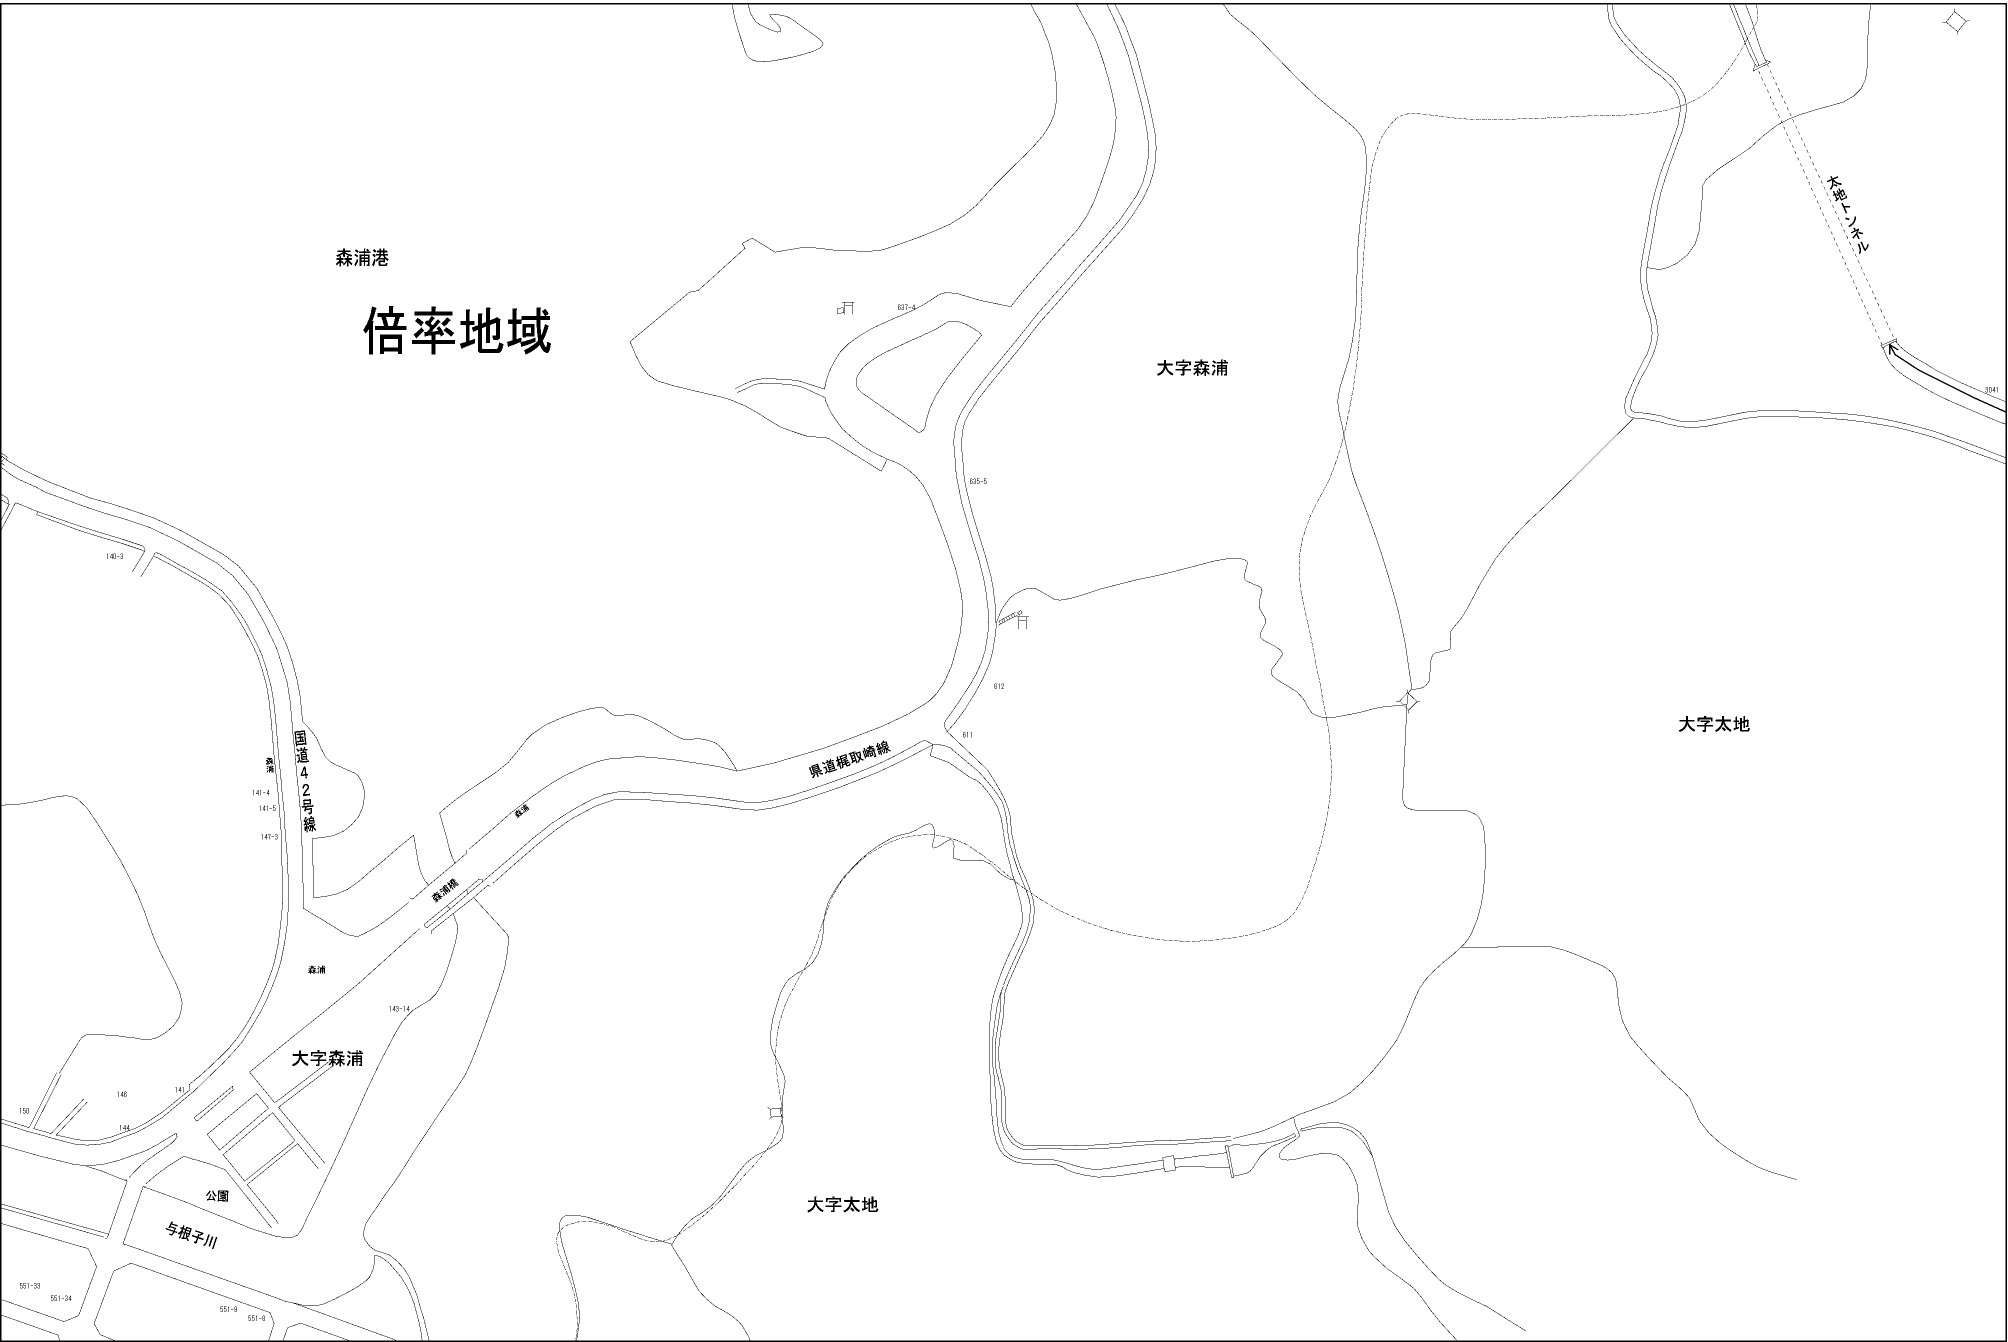 太地トンネル
森浦港
637-4
倍率地域
大字森浦
3041
635-5
140-3
612
大字太地
611
国道42号線
県道梶取崎線
森浦
141-4
141-5
森浦
147-3
森浦橋
森浦
143-14
大字森浦
141
146
150
144
公園
大字太地
与根子川
551-33
551-34
551-9
551-8